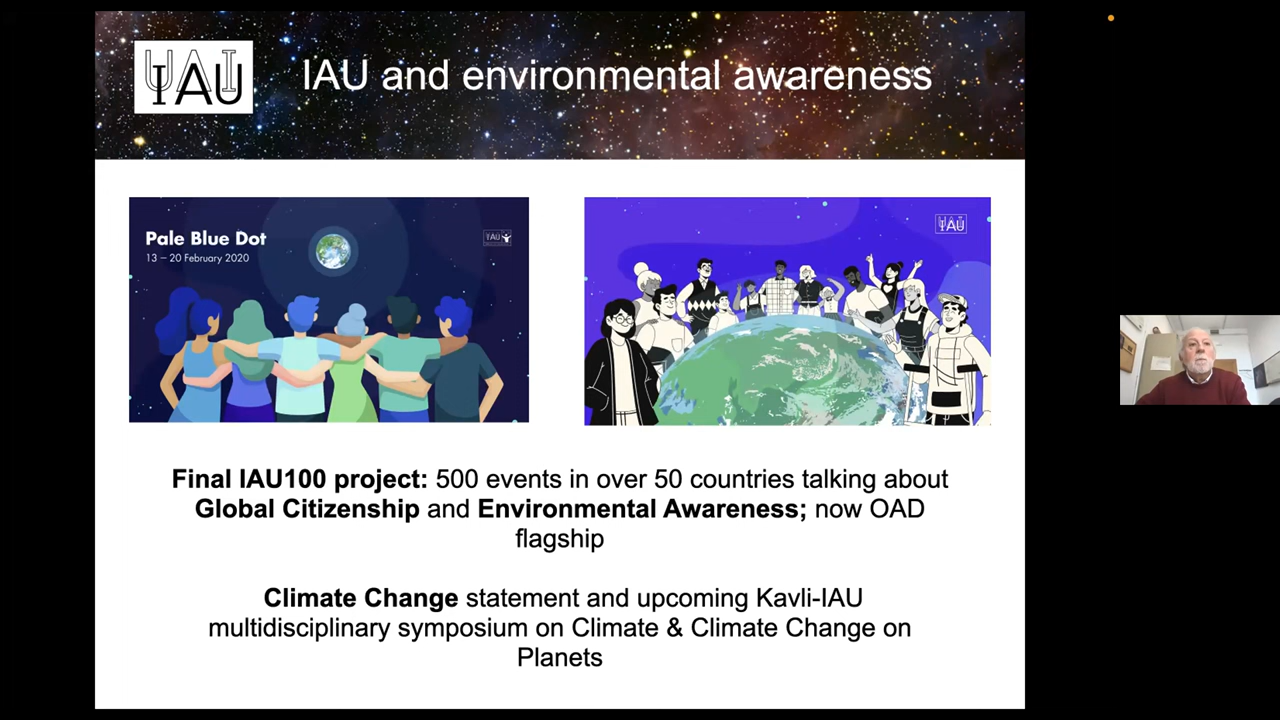 IAU
IAU and environmental awareness
Pale Blue Dot
13 – 20 February 2020
IAU
IAU
Final IAU100 project: 500 events in over 50 countries talking about
Global Citizenship and Environmental Awareness; now OAD
flagship
Climate Change statement and upcoming Kavli-IAU
multidisciplinary symposium on Climate & Climate Change on
Planets